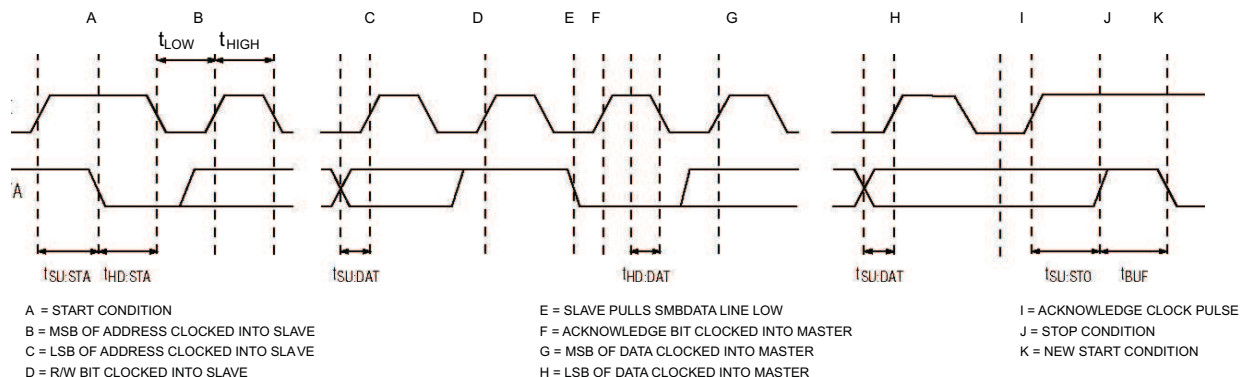 A B C D E F G H I J K
tLOW tHIGH
A
tSU:STA tHD:STA tSU:DAT tHD:DAT tSU:DAT tSU:STO tBUF
A = START CONDITION
B = MSB OF ADDRESS CLOCKED INTO SLAVE
C = LSB OF ADDRESS CLOCKED INTO SLAVE
D = R/W BIT CLOCKED INTO SLAVE
E = SLAVE PULLS SMBDATA LINE LOW
F = ACKNOWLEDGE BIT CLOCKED INTO MASTER
G = MSB OF DATA CLOCKED INTO MASTER
H = LSB OF DATA CLOCKED INTO MASTER
I = ACKNOWLEDGE CLOCK PULSE
J = STOP CONDITION
K = NEW START CONDITION